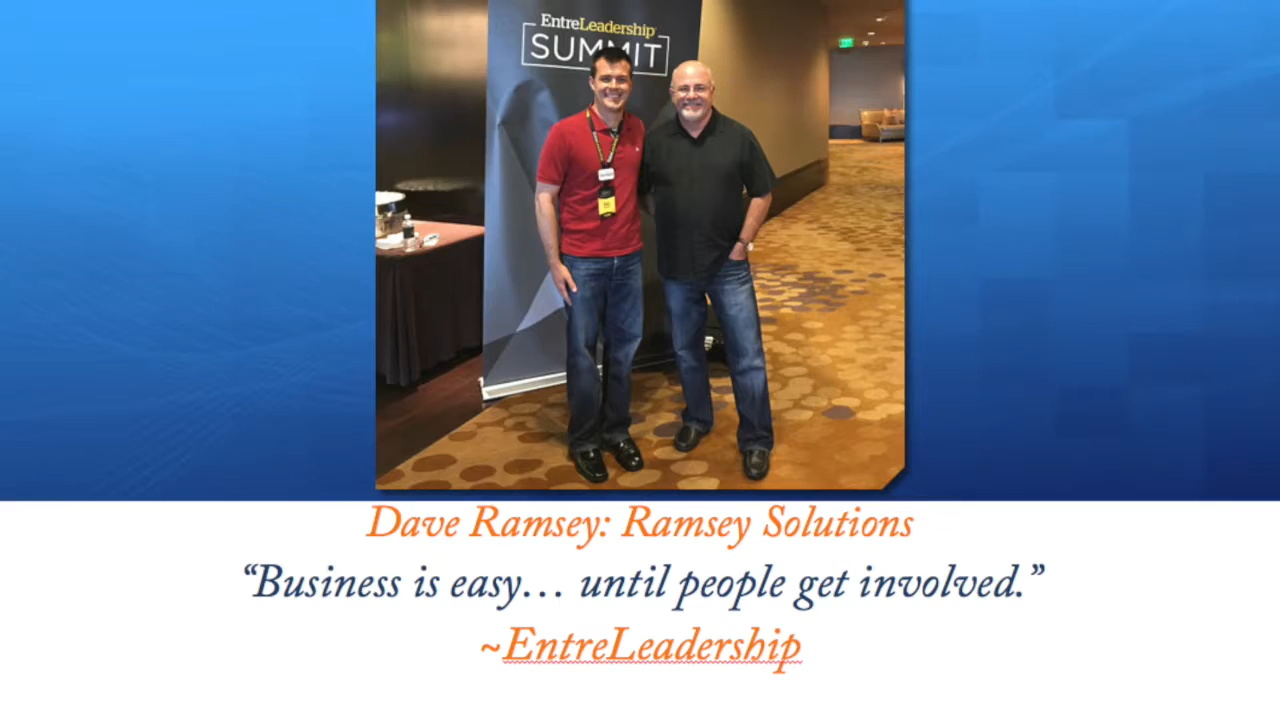 EntreLeadership
SUMMIT
Dave Ramsey: Ramsey Solutions
“Business is easy… until people get involved.”
~EntreLeadership